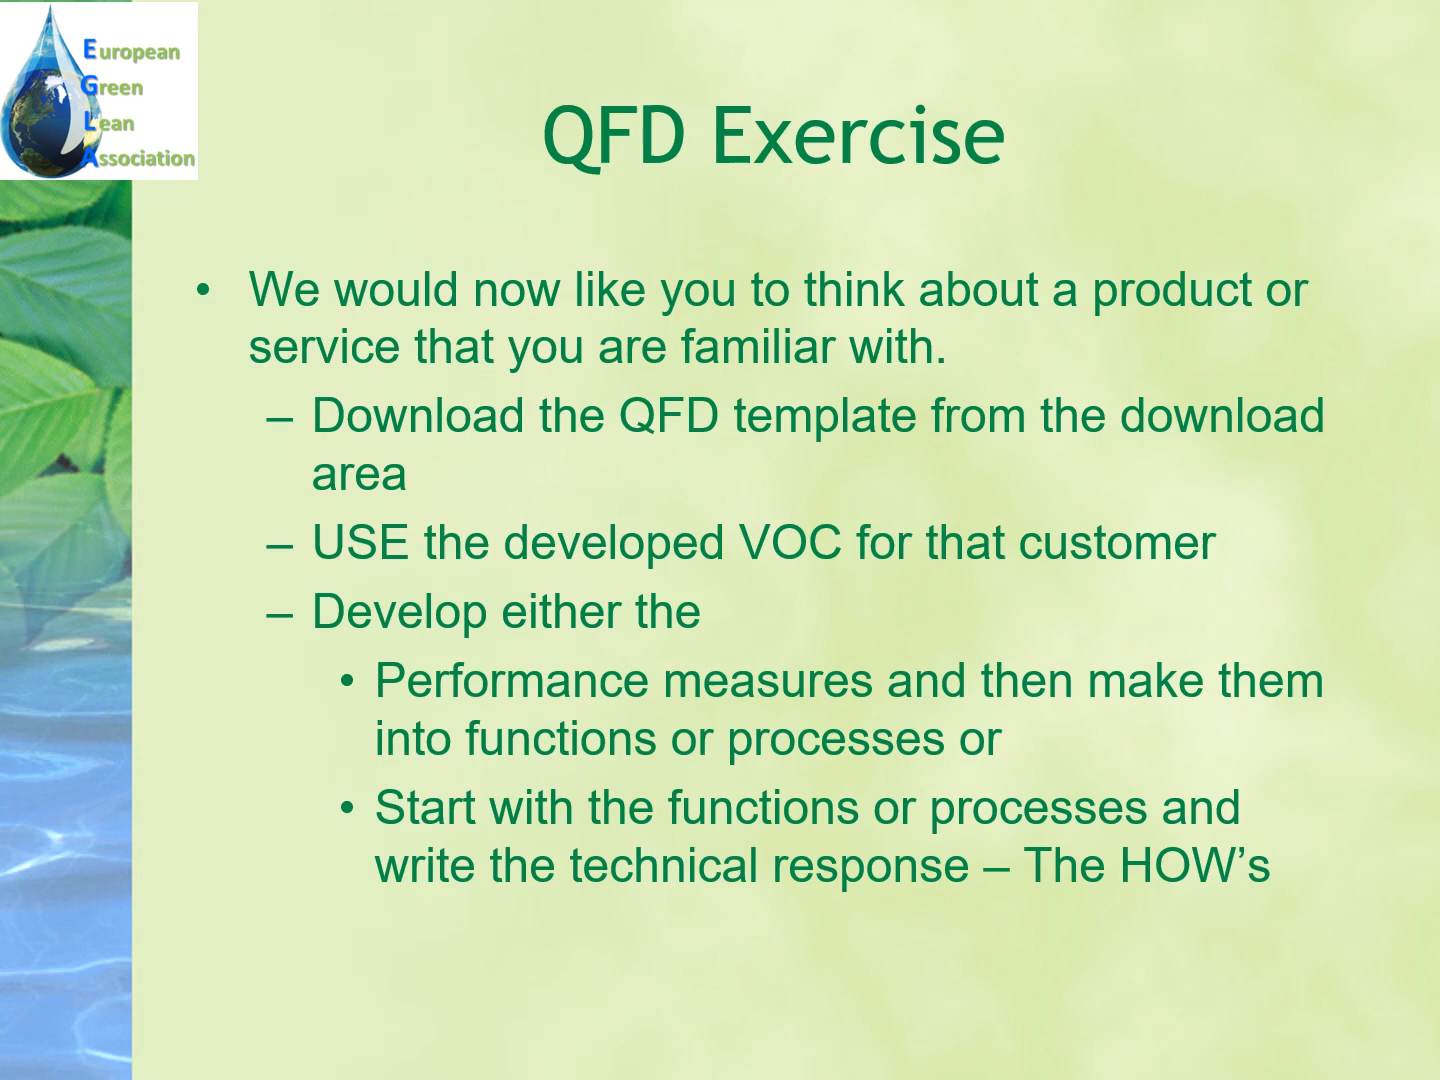 European
Green
Lean
Association
QFD Exercise
• We would now like you to think about a product or
service that you are familiar with.
– Download the QFD template from the download
area
– USE the developed VOC for that customer
– Develop either the
• Performance measures and then make them
into functions or processes or
• Start with the functions or processes and
write the technical response – The HOW’s